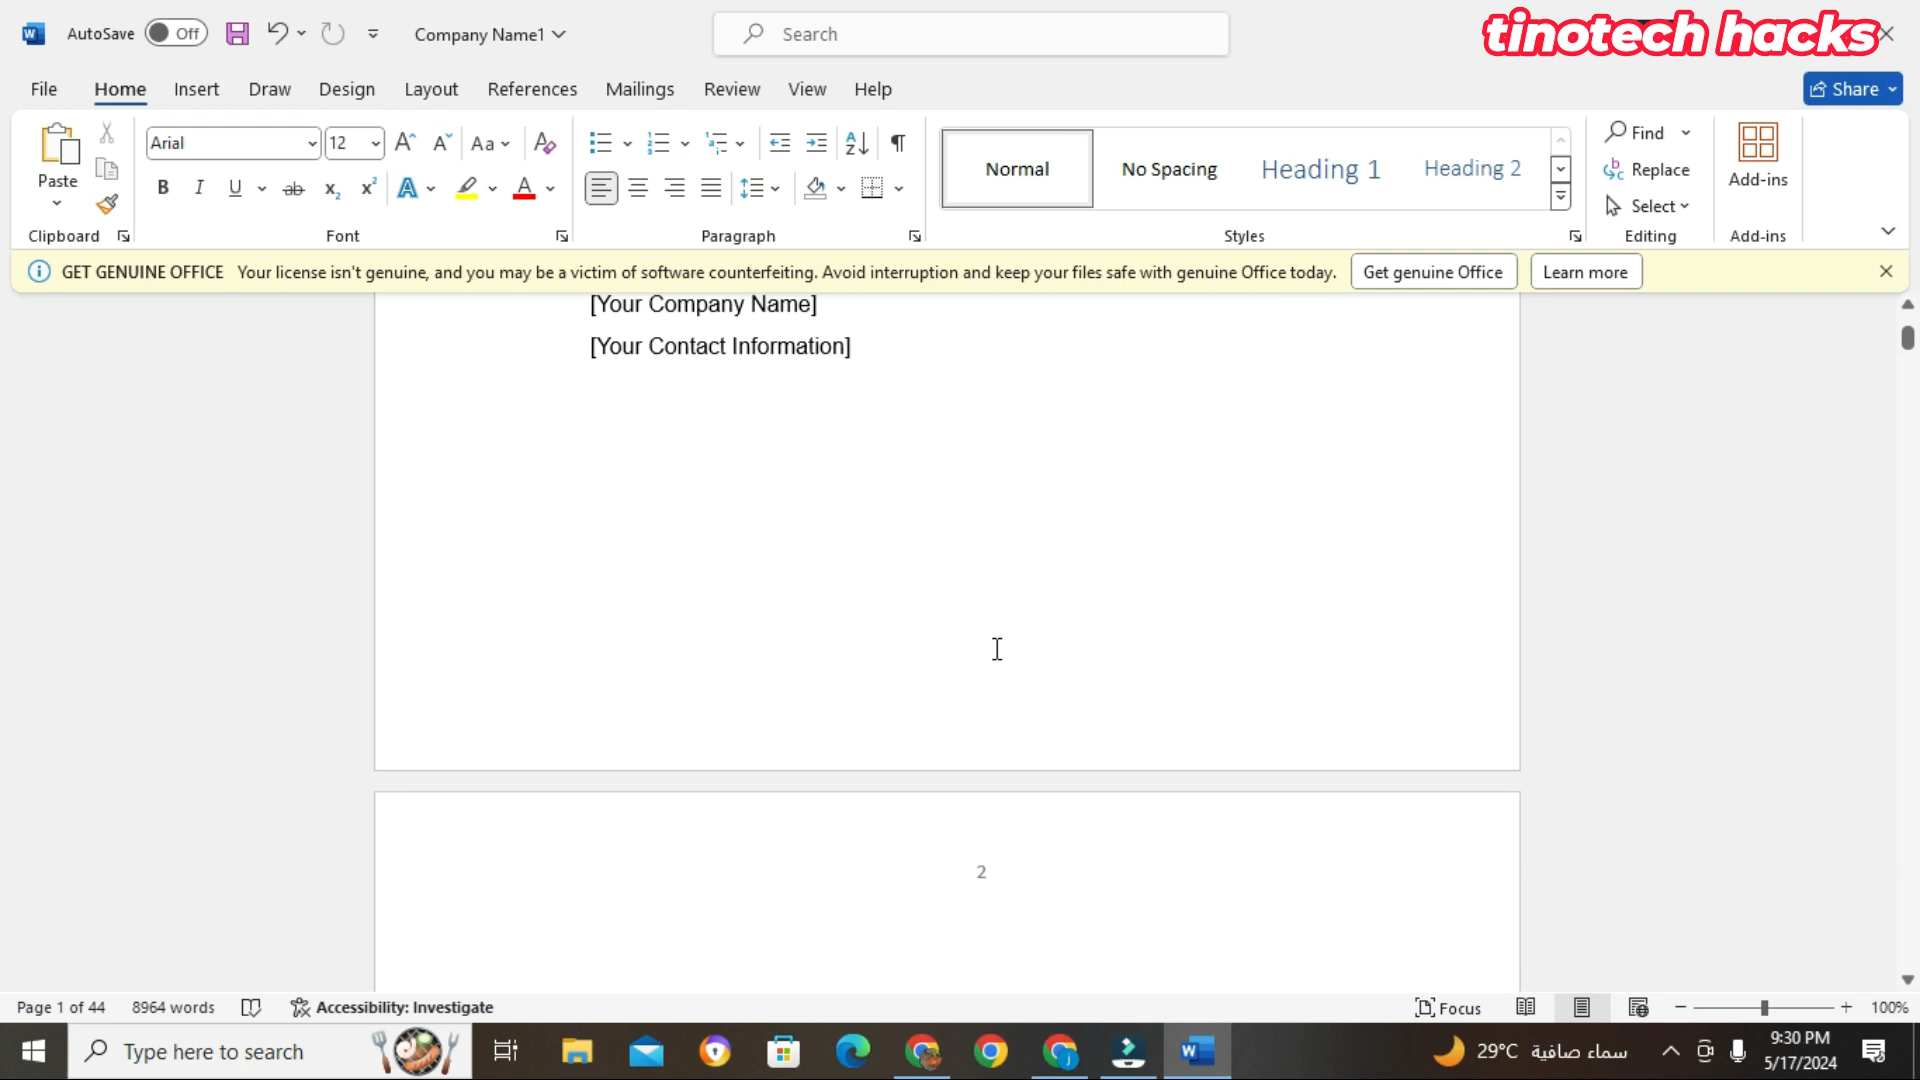 AutoSave Off Company Name1 Search tinotech hacks
File Home Insert Draw Design Layout References Mailings Review View Help Share
Paste Arial 12 Aa Normal No Spacing Heading 1 Heading 2 Find Replace Select Add-ins
Clipboard Font Paragraph Styles Editing Add-ins
GET GENUINE OFFICE Your license isn't genuine, and you may be a victim of software counterfeiting. Avoid interruption and keep your files safe with genuine Office today. Get genuine Office Learn more
[Your Company Name]
[Your Contact Information]
2
Page 1 of 44 8964 words Accessibility: Investigate Focus 100%
Type here to search 29°C سماء صافية 9:30 PM
5/17/2024